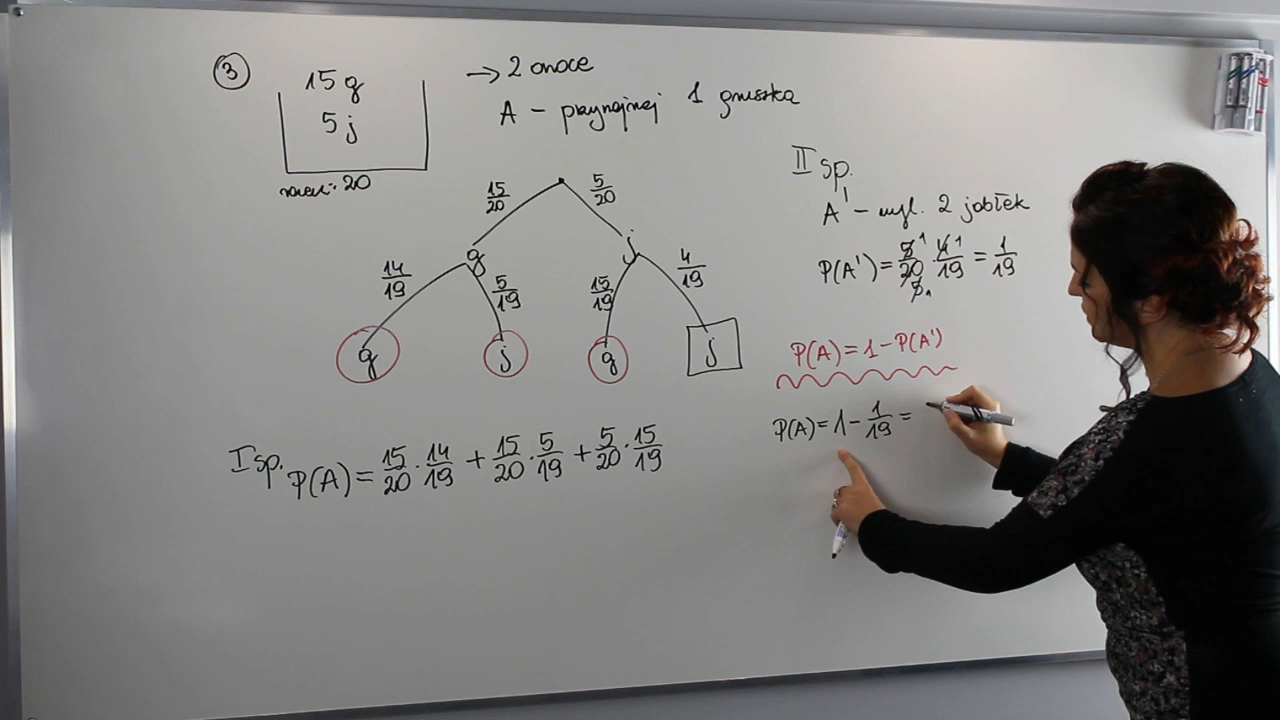 3
15 g
5 j
razem: 20
→ 2 owoce
A – przynajmniej 1 gruszka
15/20 5/20
g j
14/19 5/19 15/19 4/19
g j g j
I sp. P(A) = 15/20 · 14/19 + 15/20 · 5/19 + 5/20 · 15/19
II sp.
A' – wyl. 2 jabłek
P(A') = 5/20 · 4/19 = 1/19
P(A) = 1 – P(A')
P(A) = 1 – 1/19 =